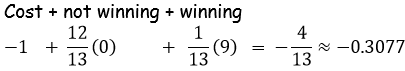 Cost + not winning + winning
−1 + 12/13 (0) + 1/13 (9) = − 4/13 ≈ −0.3077